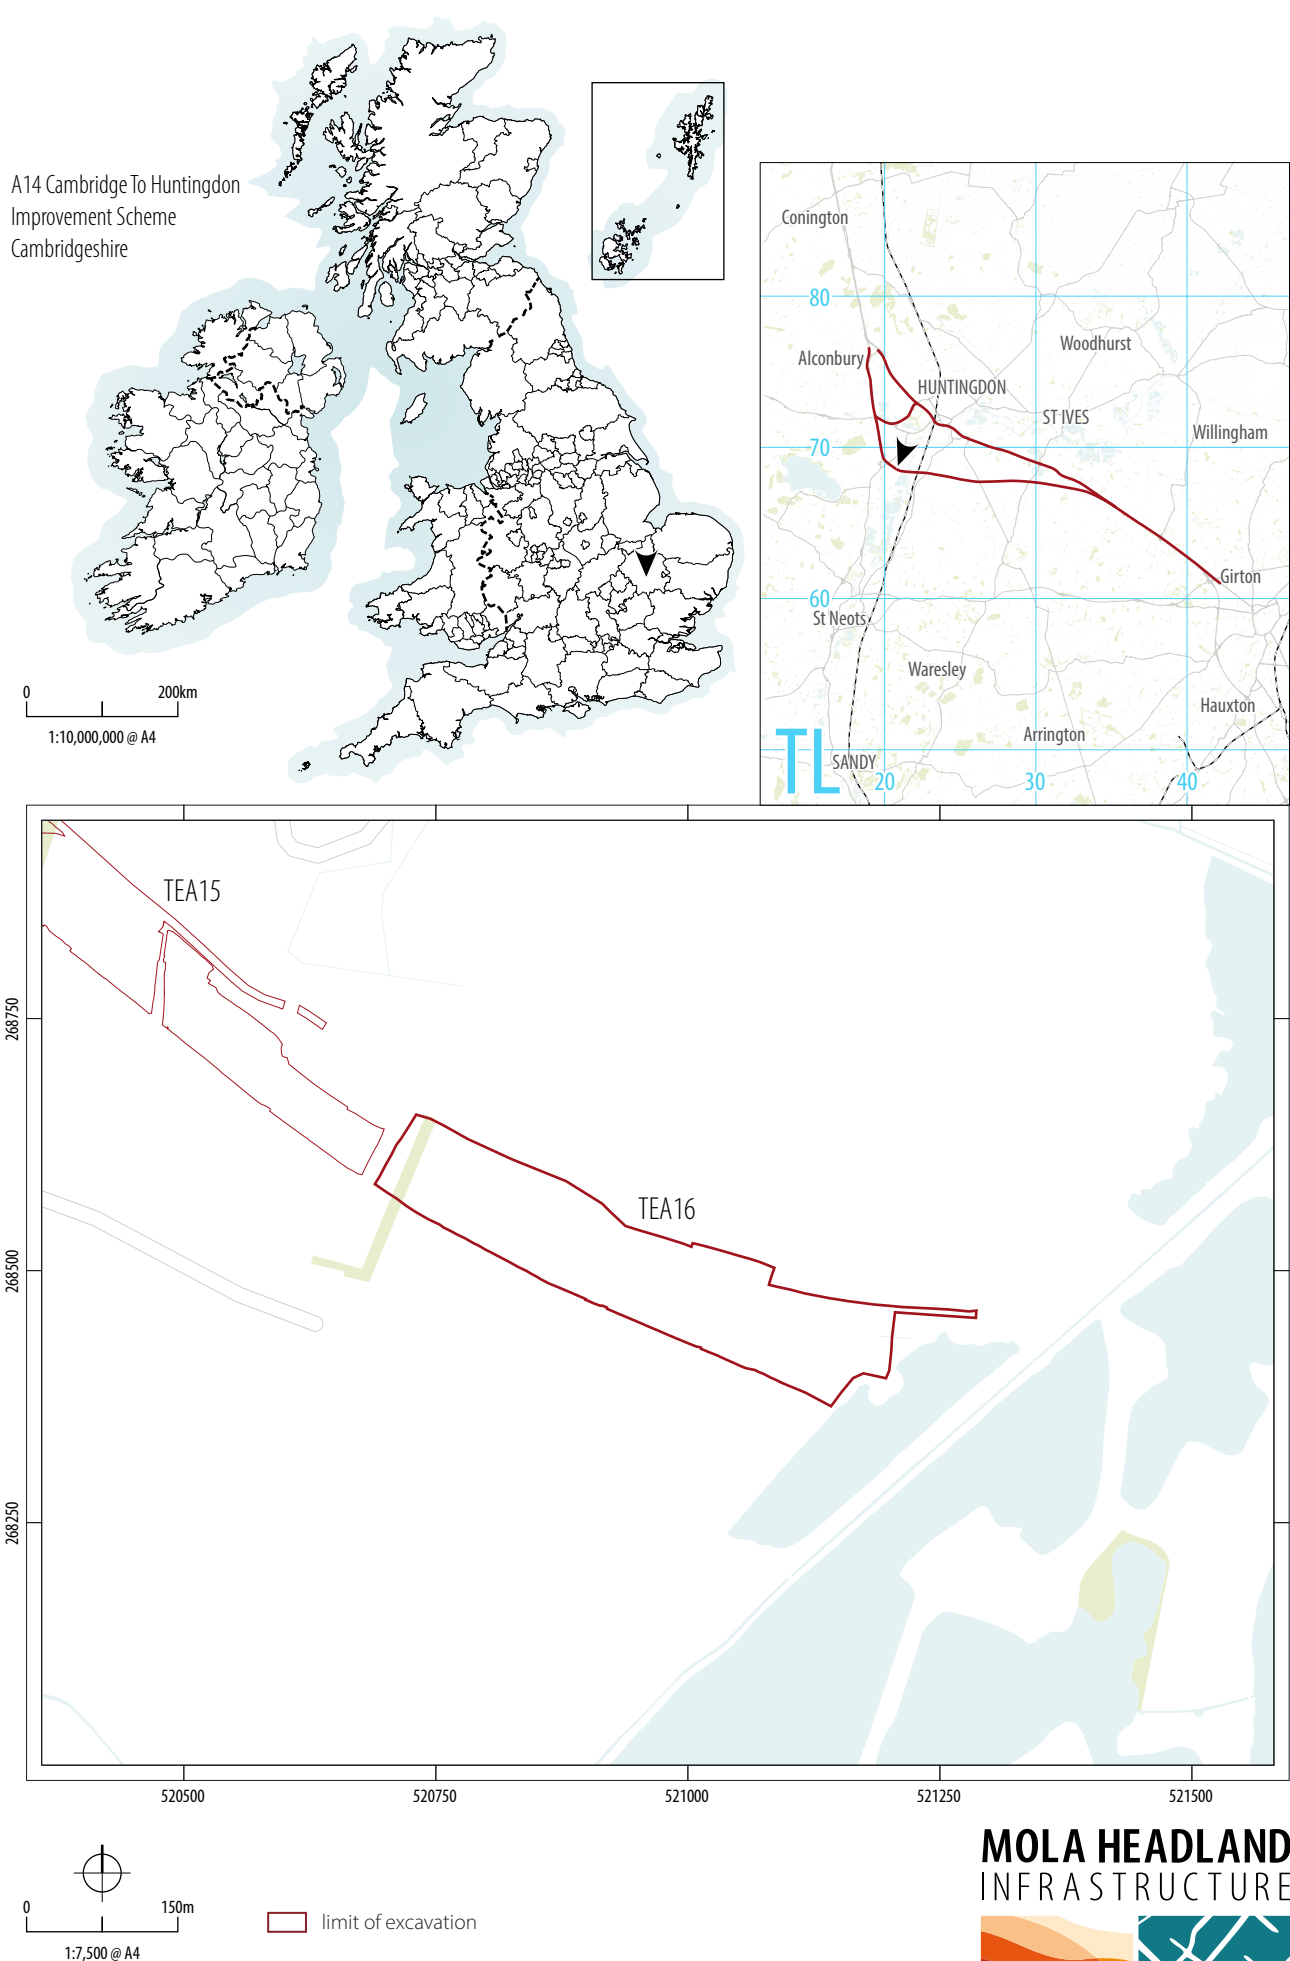 A14 Cambridge To Huntingdon
Improvement Scheme
Cambridgeshire
0 200km
1:10,000,000 @ A4
Conington
80
Woodhurst
Alconbury
HUNTINGDON
ST IVES
Willingham
70
Girton
60
St Neots
Waresley
Hauxton
Arrington
TL
SANDY
20 30 40
TEA15
TEA16
268750
268500
268250
520500 520750 521000 521250 521500
0 150m
1:7,500 @ A4
limit of excavation
MOLA HEADLAND
INFRASTRUCTURE